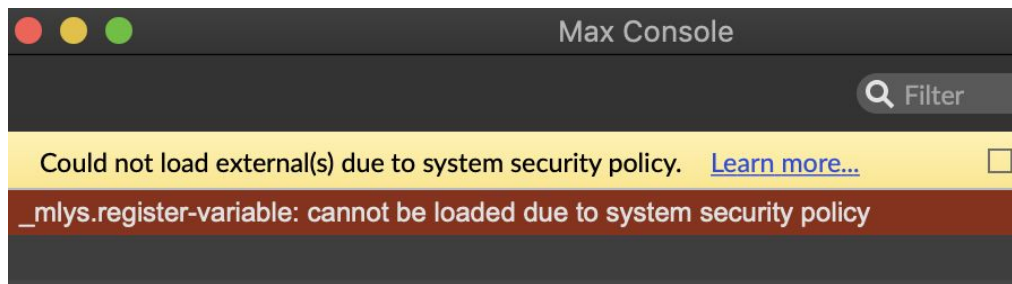 Max Console
Filter
Could not load external(s) due to system security policy. Learn more...
_mlys.register-variable: cannot be loaded due to system security policy